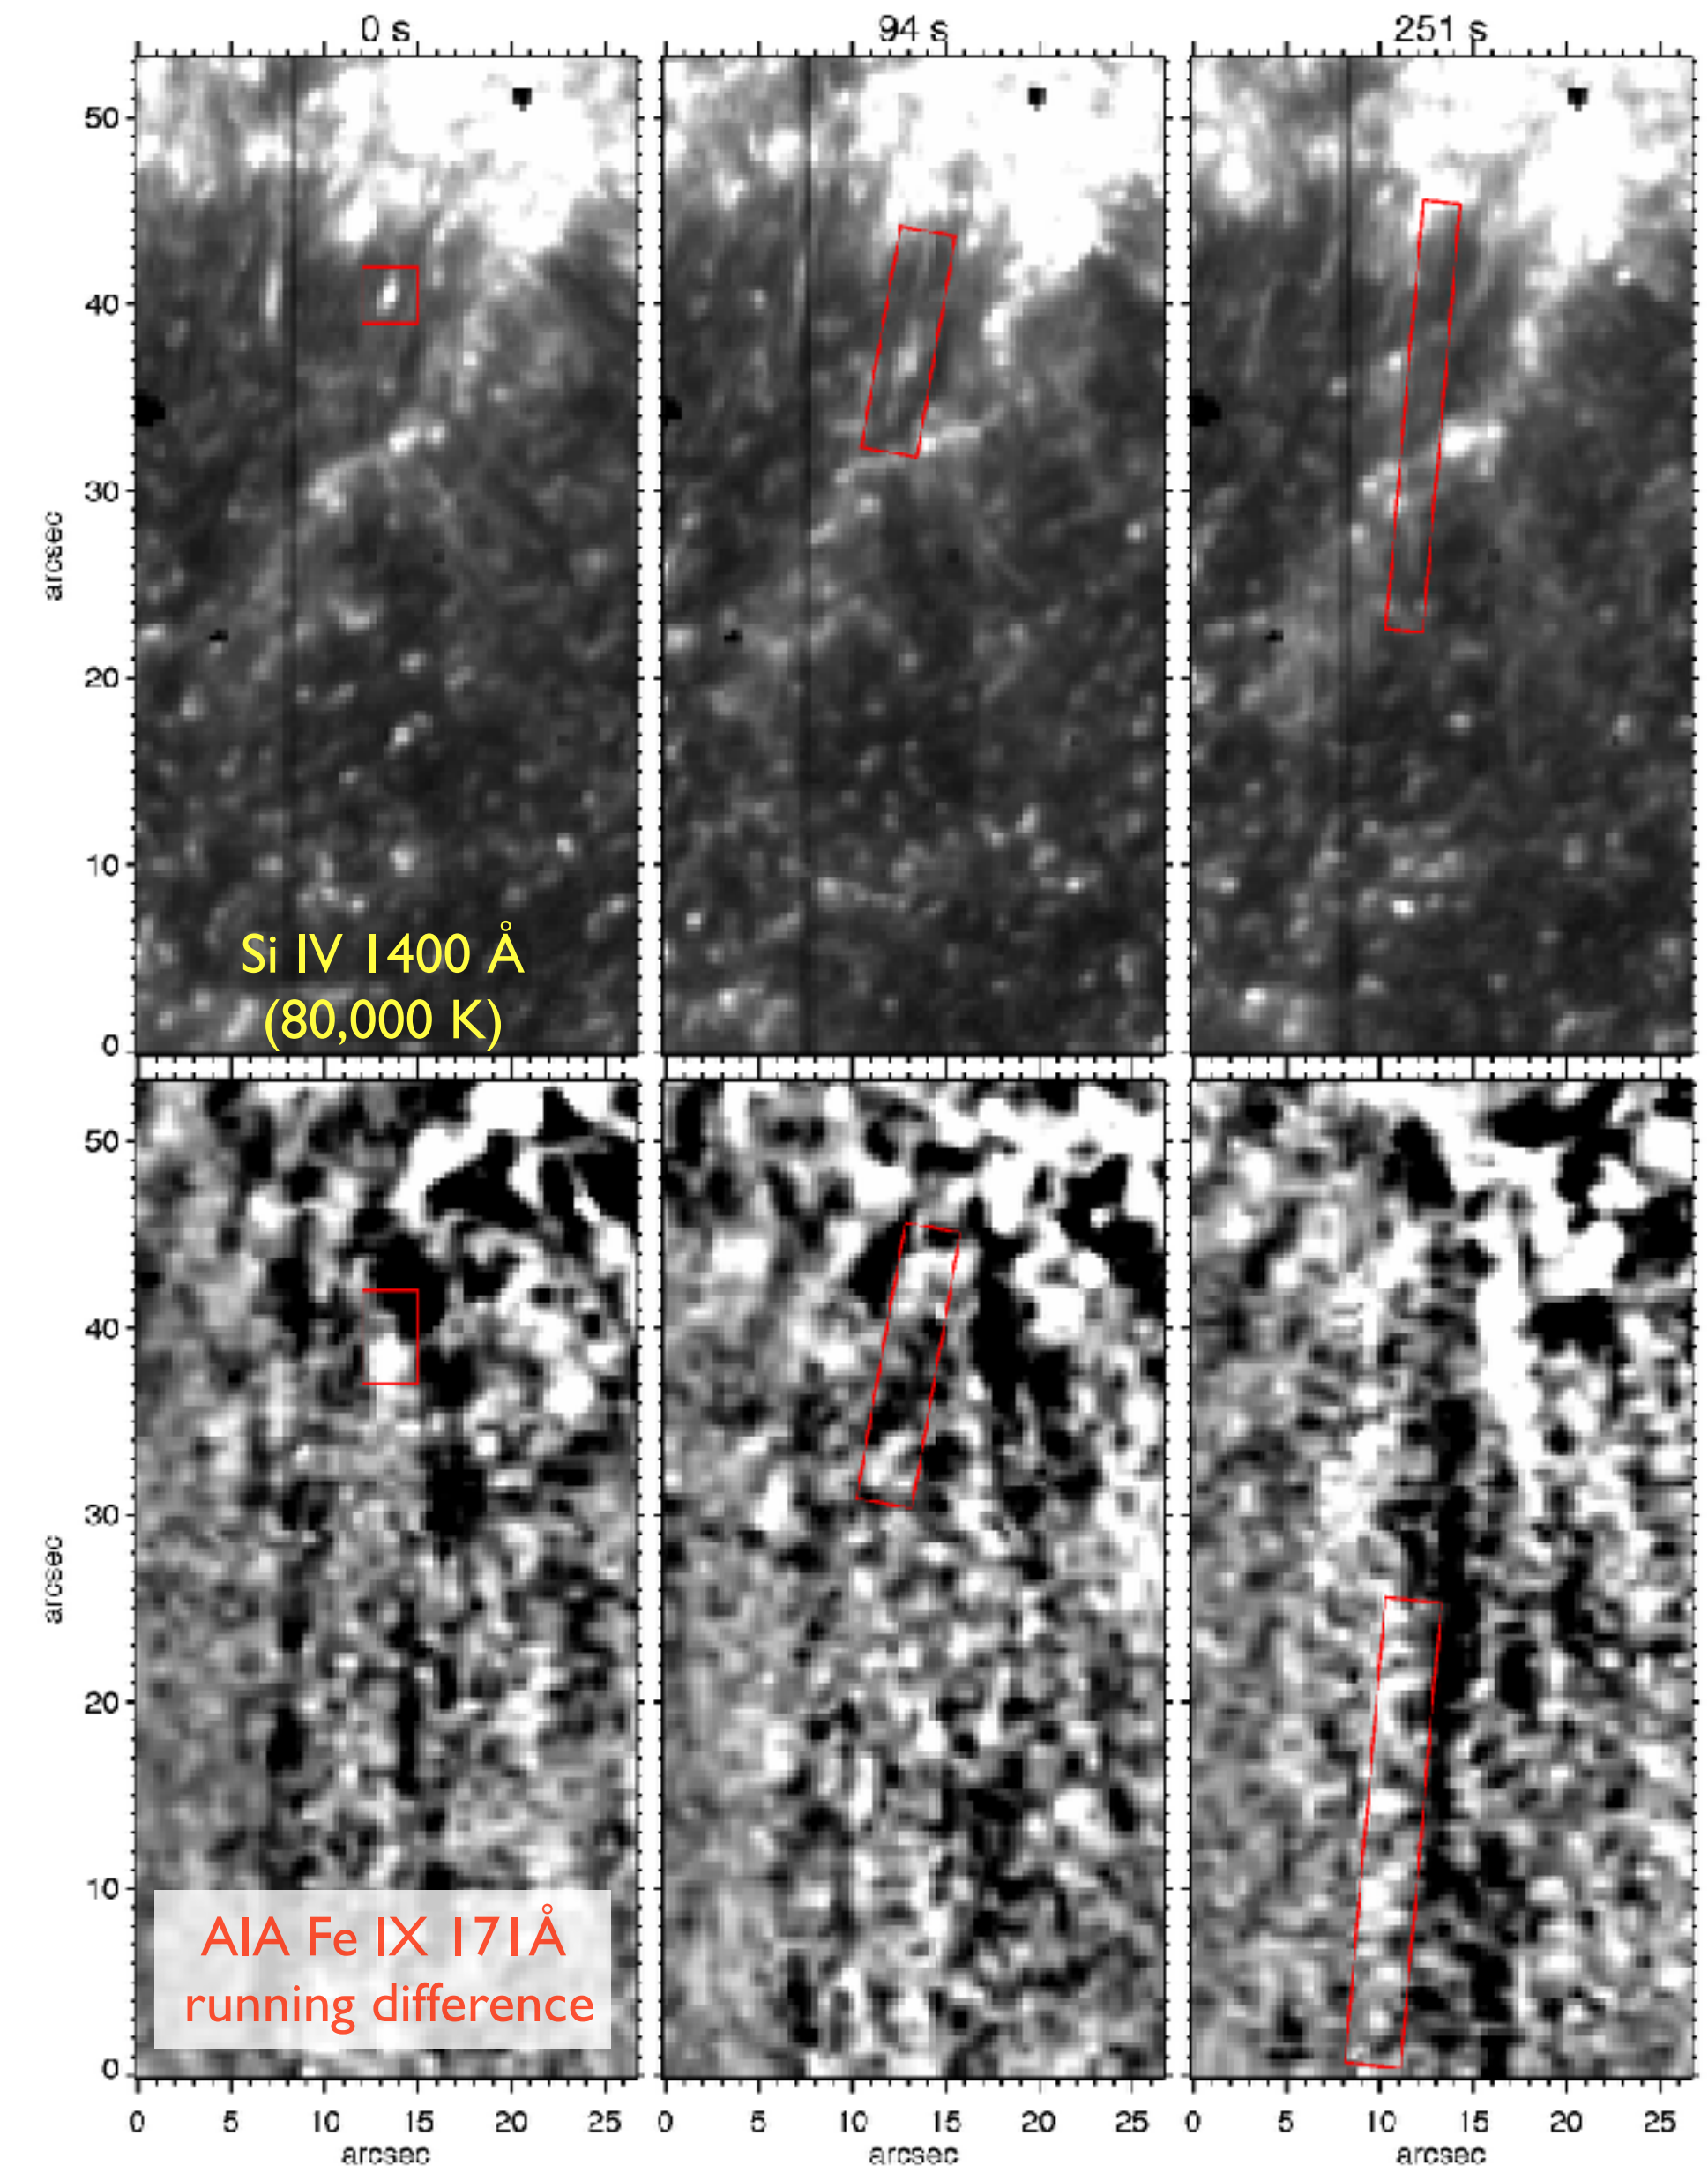 0 s 94 s 251 s
50
40
30
arcsec
20
10
Si IV 1400 Å
(80,000 K)
0
50
40
30
arcsec
20
10
AIA Fe IX 171Å
running difference
0
0 5 10 15 20 25 0 5 10 15 20 25 0 5 10 15 20 25
arcsec arcsec arcsec